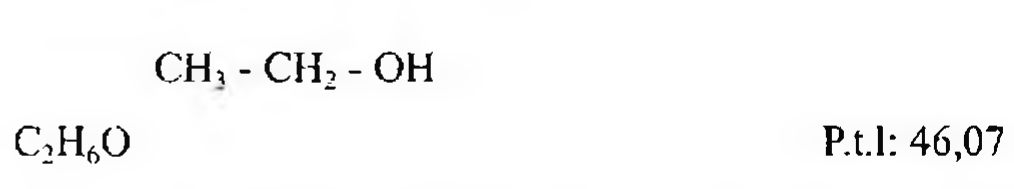 CH₃ - CH₂ - OH
C₂H₆O P.t.l: 46,07